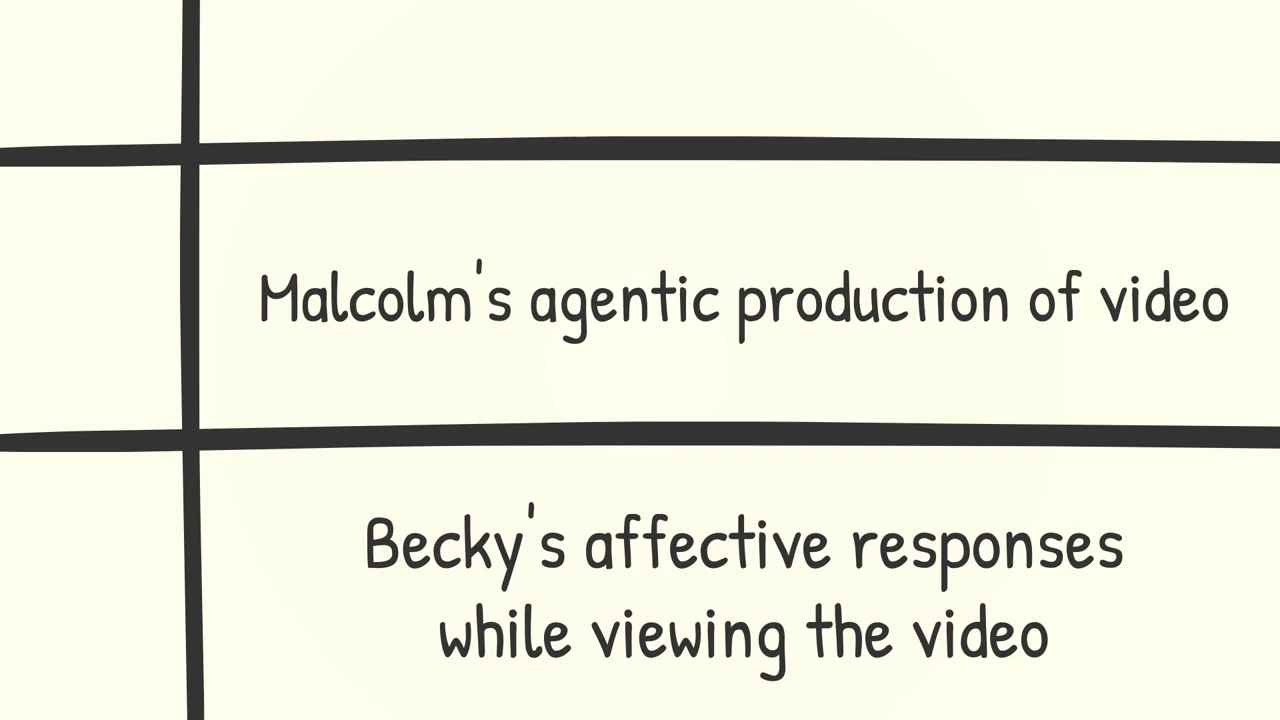 Malcolm's agentic production of video
Becky's affective responses
while viewing the video